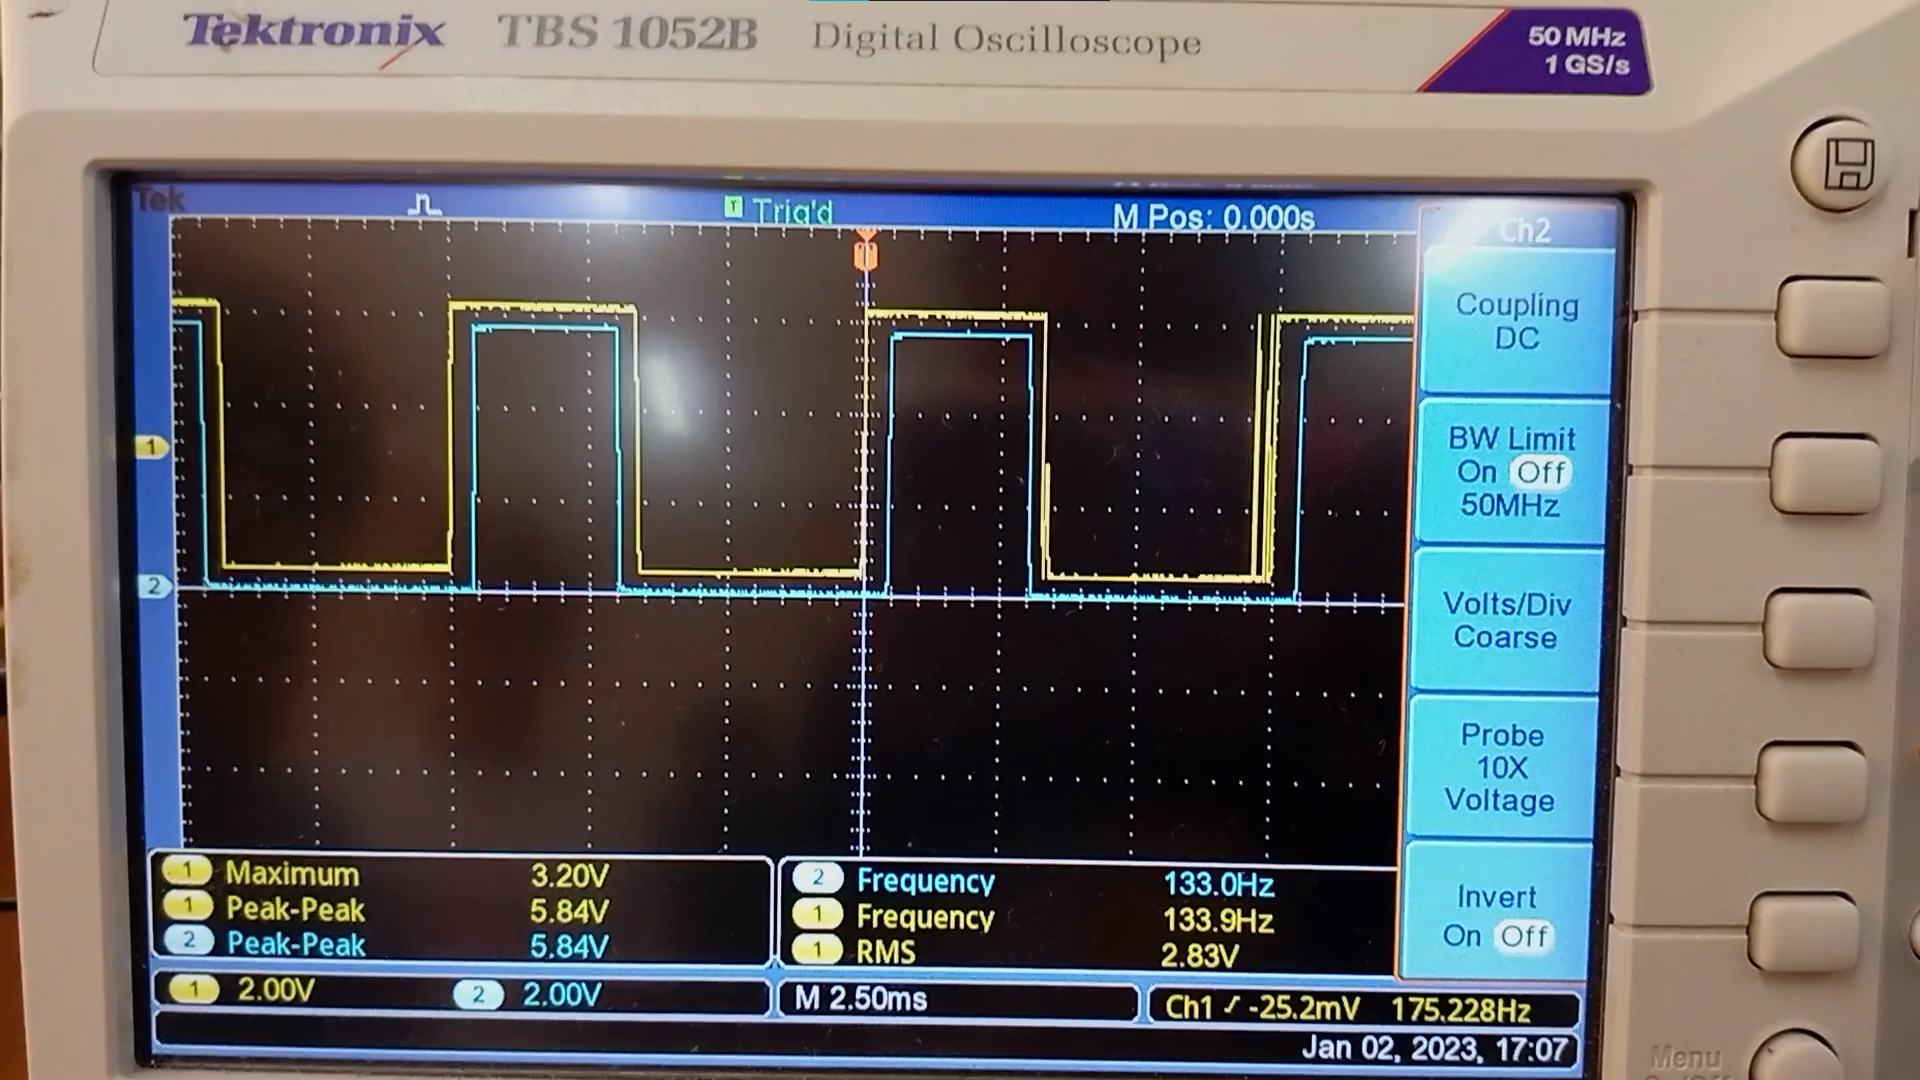 Tektronix TBS 1052B Digital Oscilloscope
50 MHz
1 GS/s
Tek
T Trig'd
M Pos: 0.000s
Ch2
Coupling
DC
BW Limit
On Off
50MHz
Volts/Div
Coarse
Probe
10X
Voltage
Invert
On Off
1
2
1 Maximum 3.20V
1 Peak-Peak 5.84V
2 Peak-Peak 5.84V
2 Frequency 133.0Hz
1 Frequency 133.9Hz
1 RMS 2.83V
1 2.00V 2 2.00V
M 2.50ms
Ch1 -25.2mV 175.228Hz
Jan 02, 2023, 17:07
Menu